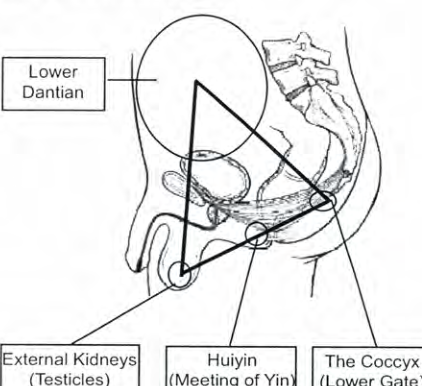 Lower
Dantian
External Kidneys
(Testicles)
Huiyin
(Meeting of Yin)
The Coccyx
(Lower Gate)